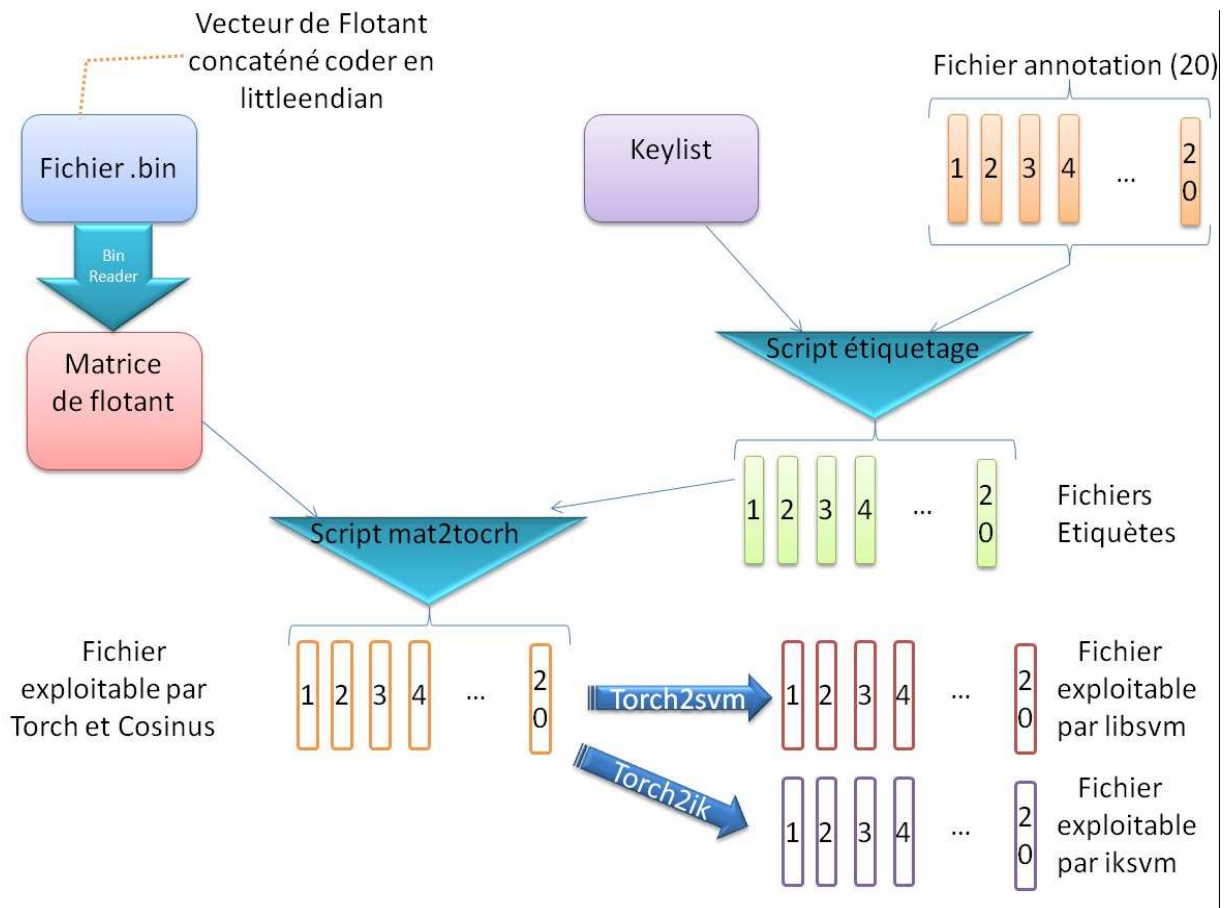 Vecteur de Flotant
concaténé coder en
littleendian
Fichier annotation (20)
Fichier .bin
Keylist
1 2 3 4 ... 20
Bin
Reader
Matrice
de flotant
Script étiquetage
1 2 3 4 ... 20
Fichiers
Etiquètes
Script mat2tocrh
Fichier
exploitable par
Torch et Cosinus
1 2 3 4 ... 20
Torch2svm
1 2 3 4 ... 20
Fichier
exploitable
par libsvm
Torch2ik
1 2 3 4 ... 20
Fichier
exploitable
par iksvm